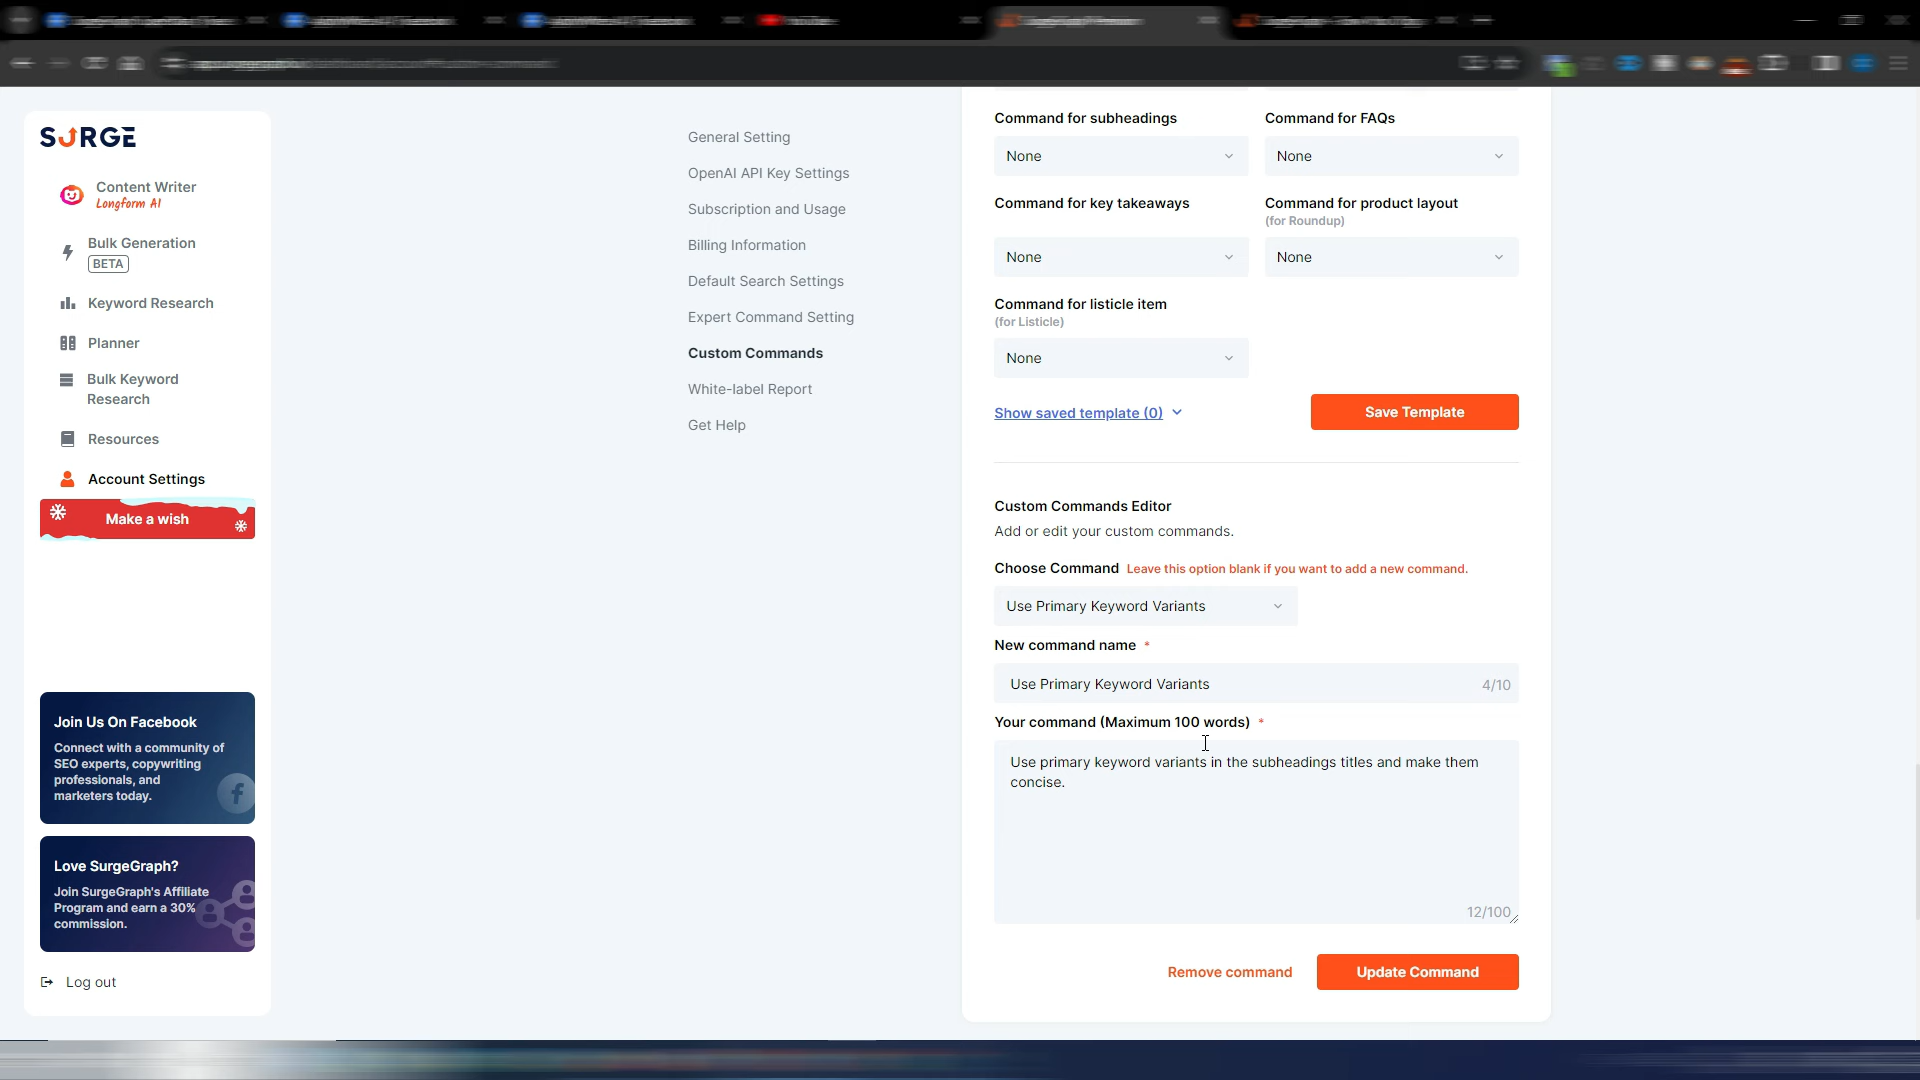 SURGE
Content Writer
Longform AI
Bulk Generation
BETA
Keyword Research
Planner
Bulk Keyword
Research
Resources
Account Settings
Make a wish
Join Us On Facebook
Connect with a community of
SEO experts, copywriting
professionals, and
marketers today.
Love SurgeGraph?
Join SurgeGraph's Affiliate
Program and earn a 30%
commission.
Log out
General Setting
OpenAI API Key Settings
Subscription and Usage
Billing Information
Default Search Settings
Expert Command Setting
Custom Commands
White-label Report
Get Help
Command for subheadings
None
Command for FAQs
None
Command for key takeaways
None
Command for product layout
(for Roundup)
None
Command for listicle item
(for Listicle)
None
Show saved template (0)
Save Template
Custom Commands Editor
Add or edit your custom commands.
Choose Command Leave this option blank if you want to add a new command.
Use Primary Keyword Variants
New command name *
Use Primary Keyword Variants 4/10
Your command (Maximum 100 words) *
Use primary keyword variants in the subheadings titles and make them
concise.
12/100
Remove command
Update Command